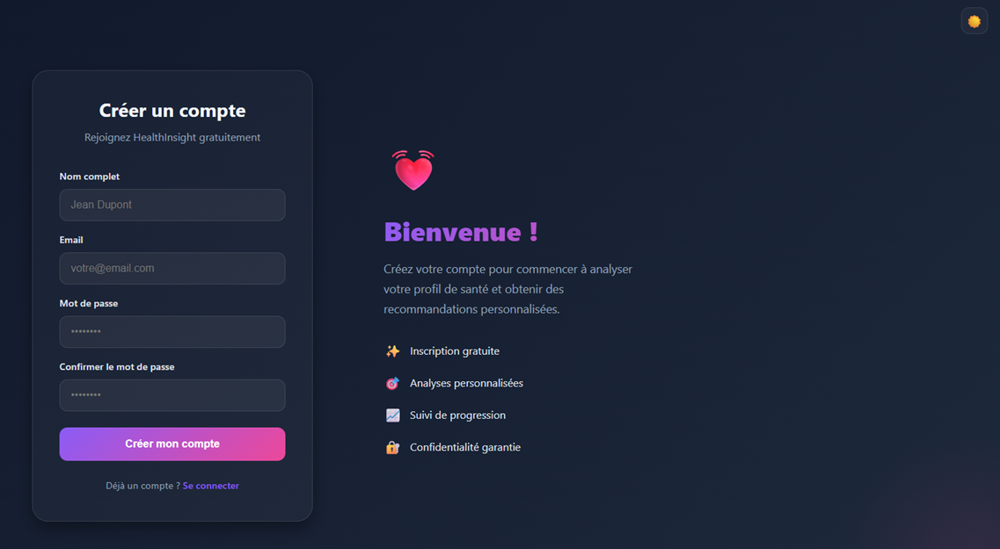 Créer un compte
Rejoignez HealthInsight gratuitement
Nom complet
Jean Dupont
Email
votre@email.com
Mot de passe
••••••••
Confirmer le mot de passe
••••••••
Créer mon compte
Déjà un compte ? Se connecter
Bienvenue !
Créez votre compte pour commencer à analyser
votre profil de santé et obtenir des
recommandations personnalisées.
Inscription gratuite
Analyses personnalisées
Suivi de progression
Confidentialité garantie